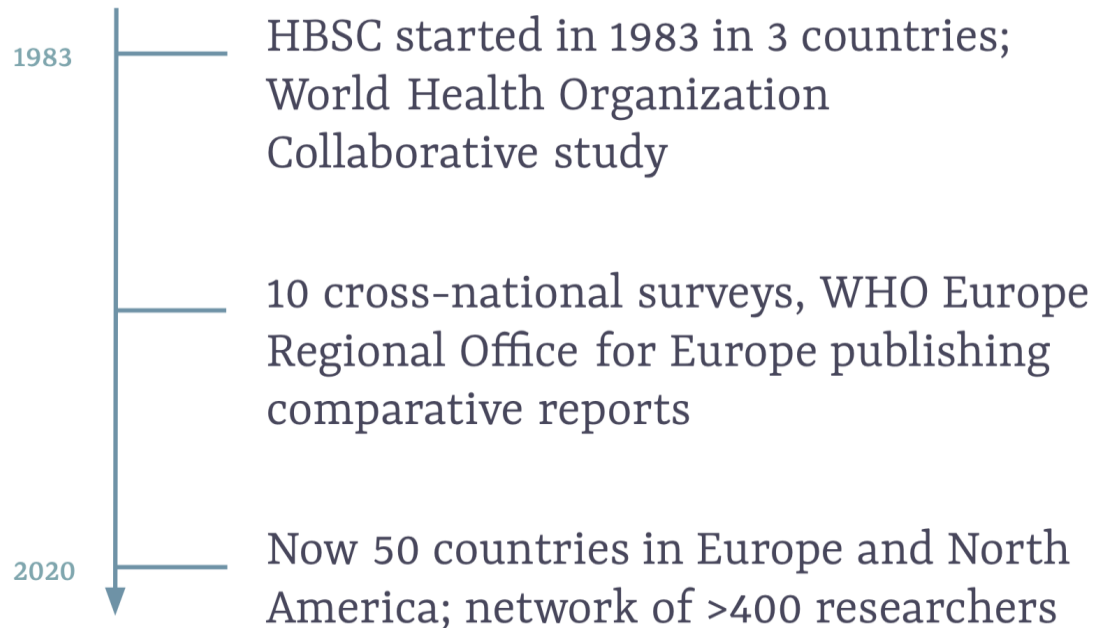 1983
HBSC started in 1983 in 3 countries;
World Health Organization
Collaborative study
10 cross-national surveys, WHO Europe
Regional Office for Europe publishing
comparative reports
2020
Now 50 countries in Europe and North
America; network of >400 researchers